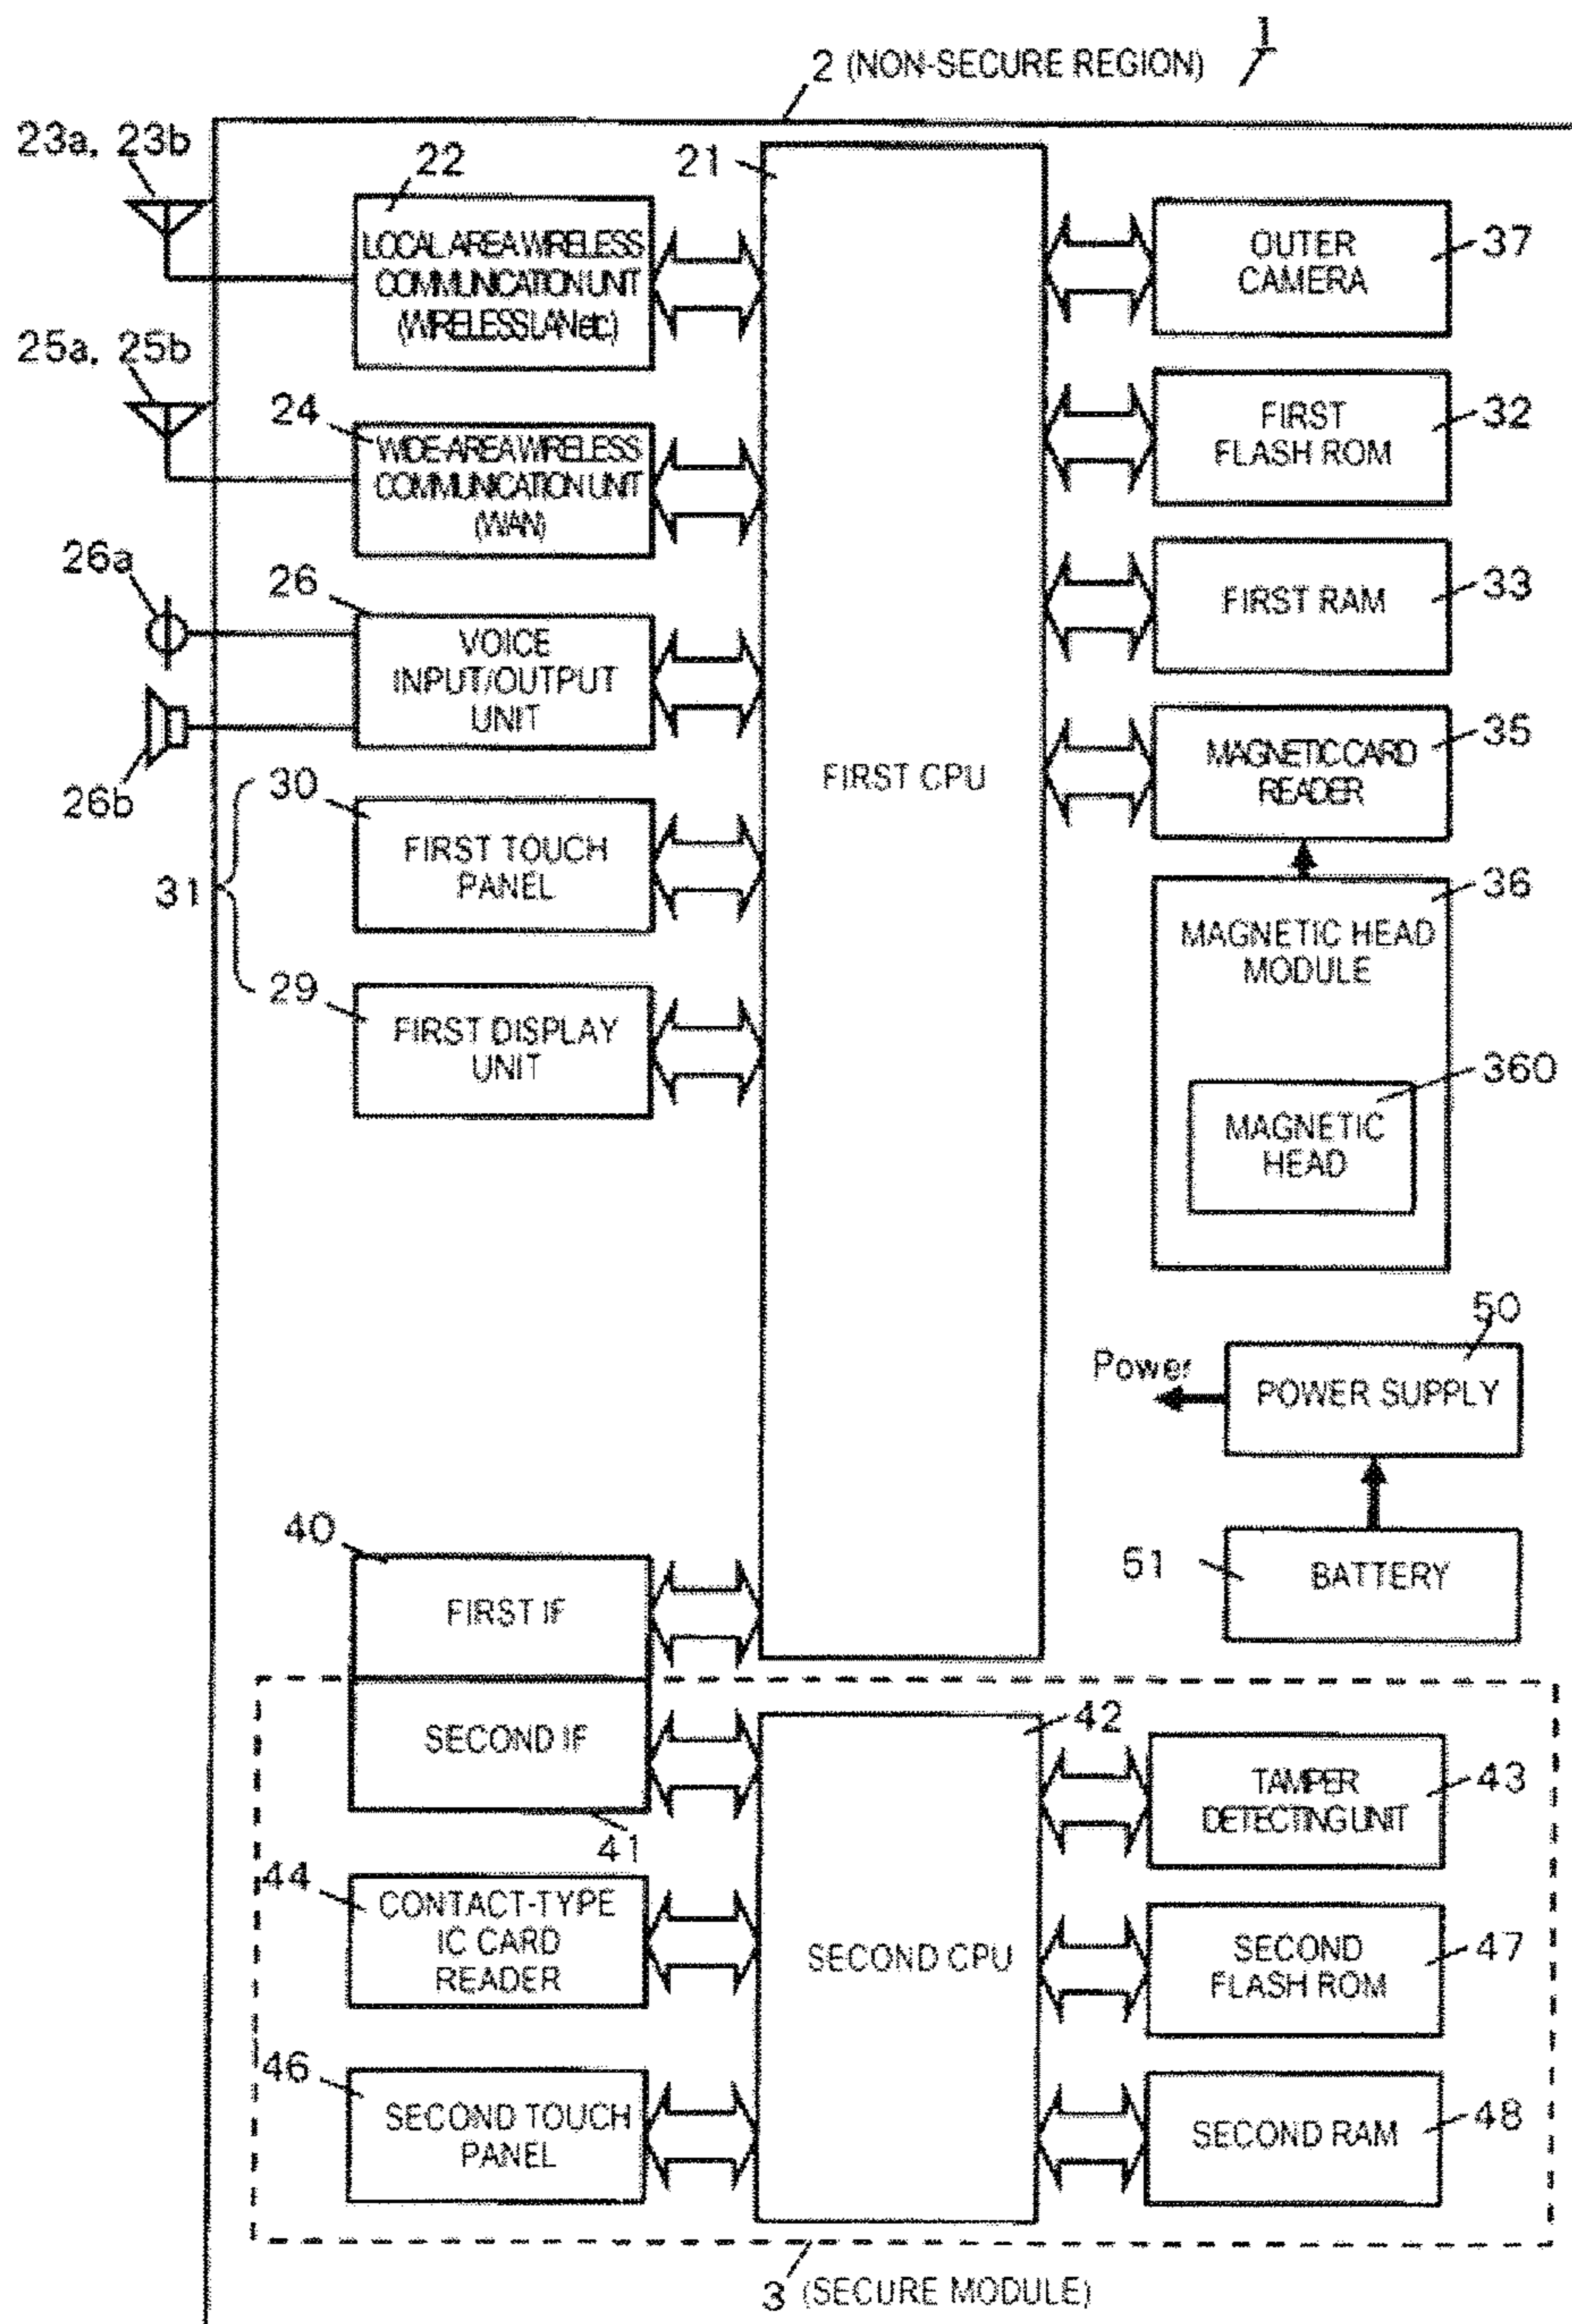 1
2 (NON-SECURE REGION)
23a, 23b
22
21
LOCAL AREA WIRELESS
COMMUNICATION UNIT
(WIRELESS LAN etc)
OUTER
CAMERA
37
25a, 25b
24
WIDE-AREA WIRELESS
COMMUNICATION UNIT
(WAN)
FIRST
FLASH ROM
32
26a
26
VOICE
INPUT/OUTPUT
UNIT
26b
FIRST RAM
33
FIRST CPU
MAGNETIC CARD
READER
35
30
FIRST TOUCH
PANEL
31
29
FIRST DISPLAY
UNIT
36
MAGNETIC HEAD
MODULE
360
MAGNETIC
HEAD
50
Power
POWER SUPPLY
51
BATTERY
40
FIRST IF
SECOND IF
41
42
TAMPER
DETECTING UNIT
43
44
CONTACT-TYPE
IC CARD
READER
SECOND CPU
SECOND
FLASH ROM
47
46
SECOND TOUCH
PANEL
SECOND RAM
48
3 (SECURE MODULE)